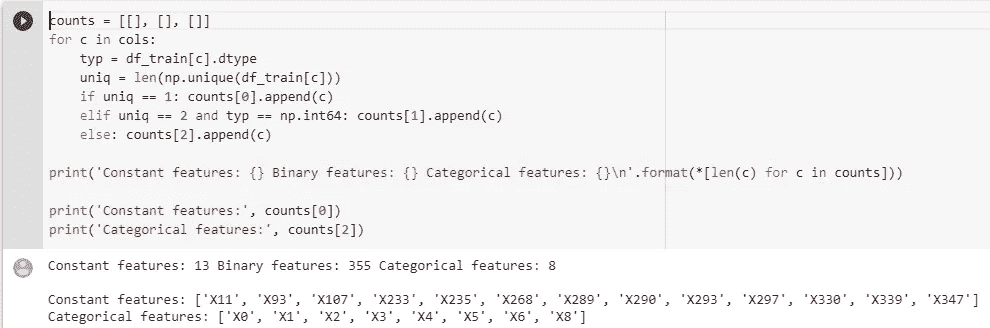 counts = [[], [], []]
for c in cols:
    typ = df_train[c].dtype
    uniq = len(np.unique(df_train[c]))
    if uniq == 1: counts[0].append(c)
    elif uniq == 2 and typ == np.int64: counts[1].append(c)
    else: counts[2].append(c)
print('Constant features: {} Binary features: {} Categorical features: {}\n'.format(*[len(c) for c in counts]))
print('Constant features:', counts[0])
print('Categorical features:', counts[2])
Constant features: 13 Binary features: 355 Categorical features: 8
Constant features: ['X11', 'X93', 'X107', 'X233', 'X235', 'X268', 'X289', 'X290', 'X293', 'X297', 'X330', 'X339', 'X347']
Categorical features: ['X0', 'X1', 'X2', 'X3', 'X4', 'X5', 'X6', 'X8']